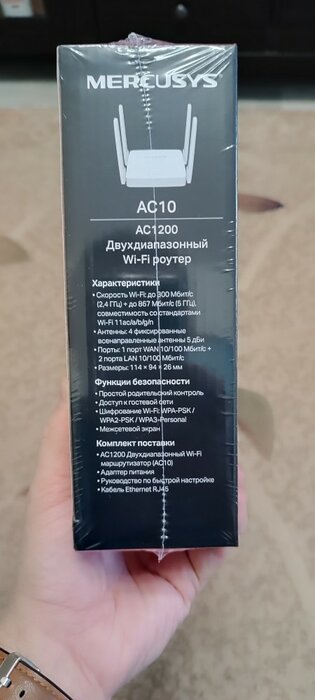 MERCUSYS
AC10
AC1200
Двухдиапазонный
Wi-Fi роутер
Характеристики
• Скорость Wi-Fi: до 300 Мбит/с
(2,4 ГГц) + до 867 Мбит/с (5 ГГц),
совместимость со стандартами
Wi-Fi 11ac/a/b/g/n
• Антенны: 4 фиксированные
всенаправленные антенны 5 дБи
• Порты: 1 порт WAN 10/100 Мбит/с +
2 порта LAN 10/100 Мбит/с
• Размеры: 114 × 94 × 26 мм
Функции безопасности
• Простой родительский контроль
• Доступ к гостевой сети
• Шифрование Wi-Fi: WPA-PSK /
WPA2-PSK / WPA3-Personal
• Межсетевой экран
Комплект поставки
• AC1200 Двухдиапазонный Wi-Fi
маршрутизатор (AC10)
• Адаптер питания
• Руководство по быстрой настройке
• Кабель Ethernet RJ45